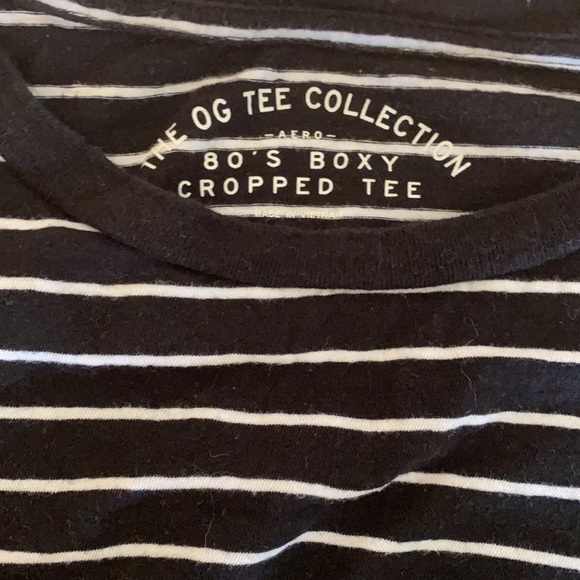 THE OG TEE COLLECTION
—AERO—
80'S BOXY
CROPPED TEE
MADE IN VIETNAM